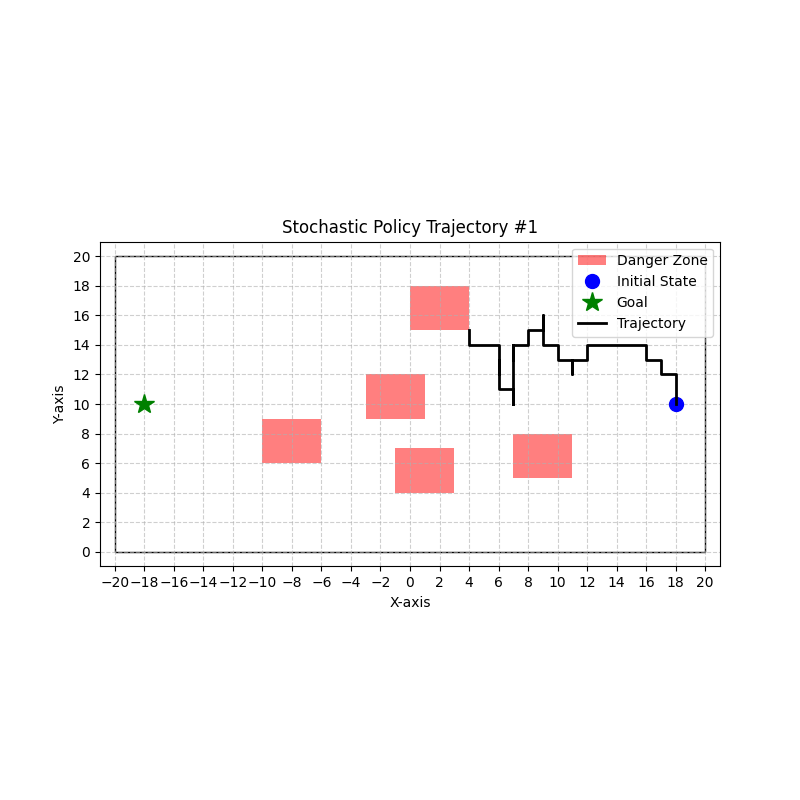 Stochastic Policy Trajectory #1
Danger Zone
Initial State
Goal
Trajectory
Y-axis
20
18
16
14
12
10
8
6
4
2
0
−20 −18 −16 −14 −12 −10 −8 −6 −4 −2 0 2 4 6 8 10 12 14 16 18 20
X-axis